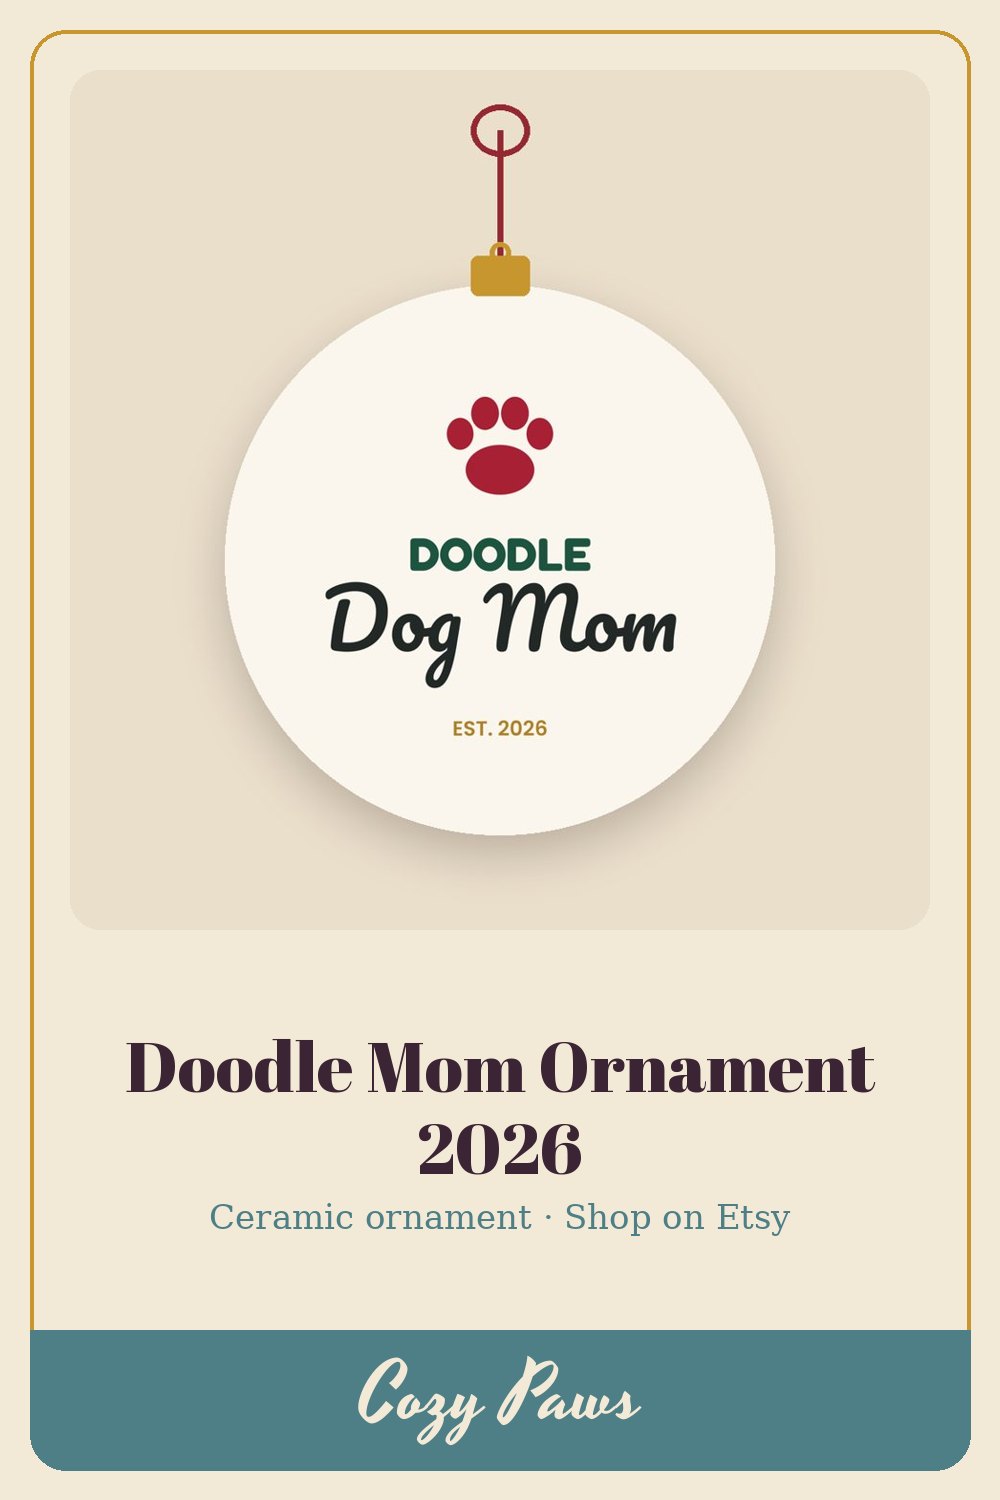 DOODLE
Dog Mom
EST. 2026
Doodle Mom Ornament
2026
Ceramic ornament · Shop on Etsy
Cozy Paws